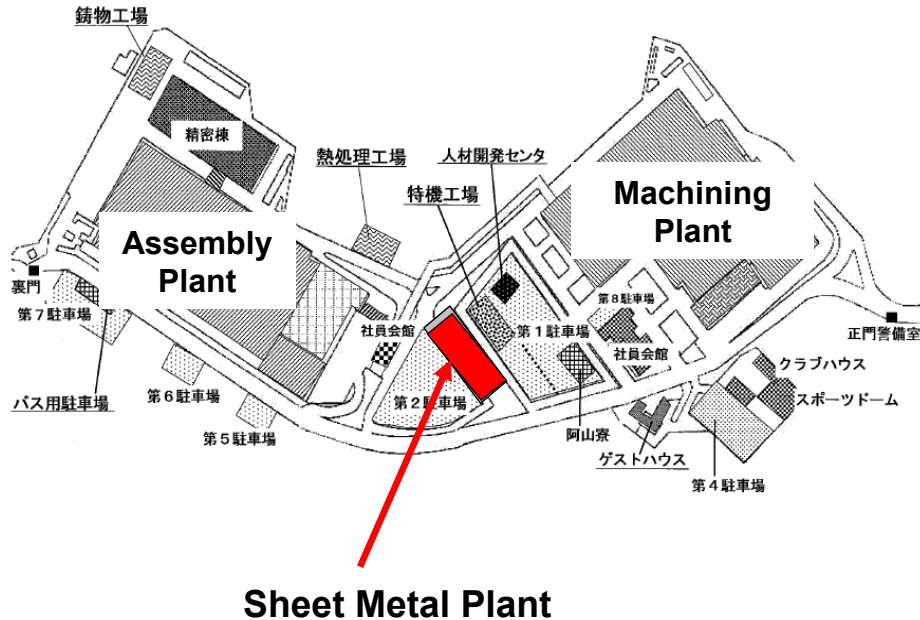 鋳物工場
精密棟
熱処理工場
人材開発センタ
特機工場
Machining
Plant
Assembly
Plant
裏門
第7駐車場
社員会館
第1駐車場
第8駐車場
社員会館
正門警備室
クラブハウス
スポーツドーム
バス用駐車場
第6駐車場
第5駐車場
第2駐車場
阿山寮
ゲストハウス
第4駐車場
Sheet Metal Plant